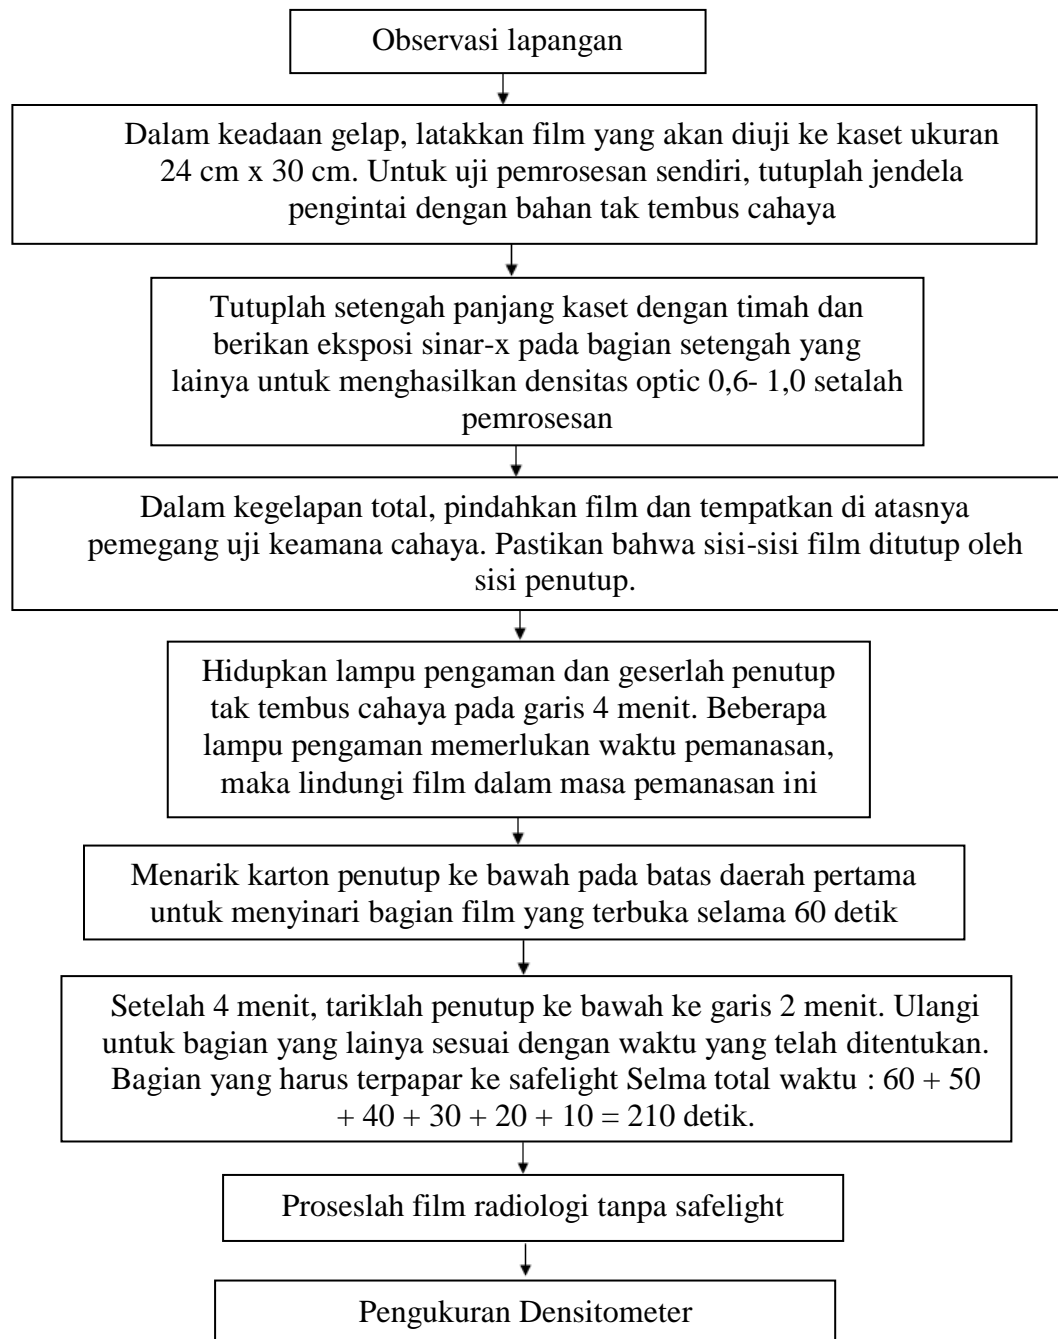 Observasi lapangan
Dalam keadaan gelap, latakkan film yang akan diuji ke kaset ukuran
24 cm x 30 cm. Untuk uji pemrosesan sendiri, tutuplah jendela
pengintai dengan bahan tak tembus cahaya
Tutuplah setengah panjang kaset dengan timah dan
berikan eksposi sinar-x pada bagian setengah yang
lainya untuk menghasilkan densitas optic 0,6- 1,0 setalah
pemrosesan
Dalam kegelapan total, pindahkan film dan tempatkan di atasnya
pemegang uji keamana cahaya. Pastikan bahwa sisi-sisi film ditutup oleh
sisi penutup.
Hidupkan lampu pengaman dan geserlah penutup
tak tembus cahaya pada garis 4 menit. Beberapa
lampu pengaman memerlukan waktu pemanasan,
maka lindungi film dalam masa pemanasan ini
Menarik karton penutup ke bawah pada batas daerah pertama
untuk menyinari bagian film yang terbuka selama 60 detik
Setelah 4 menit, tariklah penutup ke bawah ke garis 2 menit. Ulangi
untuk bagian yang lainya sesuai dengan waktu yang telah ditentukan.
Bagian yang harus terpapar ke safelight Selma total waktu : 60 + 50
+ 40 + 30 + 20 + 10 = 210 detik.
Proseslah film radiologi tanpa safelight
Pengukuran Densitometer